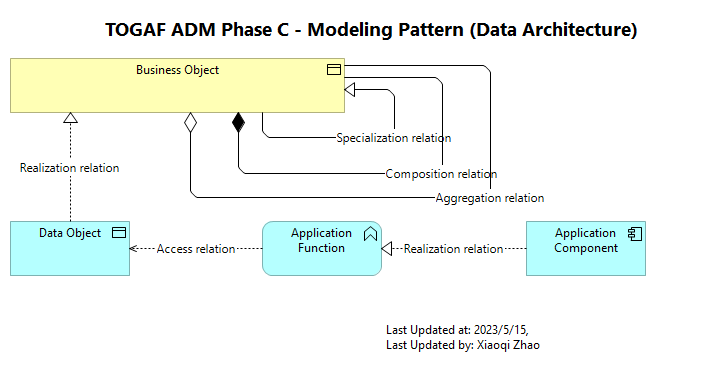 TOGAF ADM Phase C - Modeling Pattern (Data Architecture)
Business Object
Specialization relation
Realization relation
Composition relation
Aggregation relation
Data Object
Access relation
Application
Function
Realization relation
Application
Component
Last Updated at: 2023/5/15,
Last Updated by: Xiaoqi Zhao